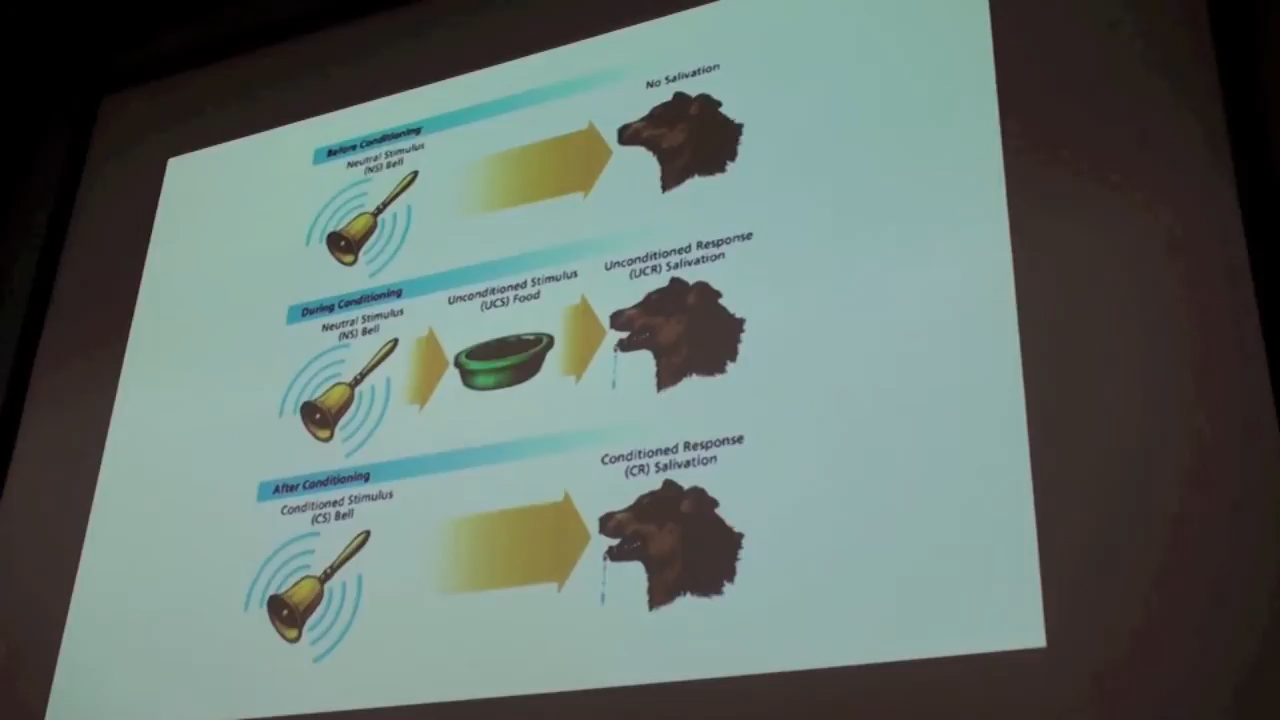 Before Conditioning
Neutral Stimulus
(NS) Bell
No Salivation
During Conditioning
Neutral Stimulus
(NS) Bell
Unconditioned Stimulus
(UCS) Food
Unconditioned Response
(UCR) Salivation
After Conditioning
Conditioned Stimulus
(CS) Bell
Conditioned Response
(CR) Salivation